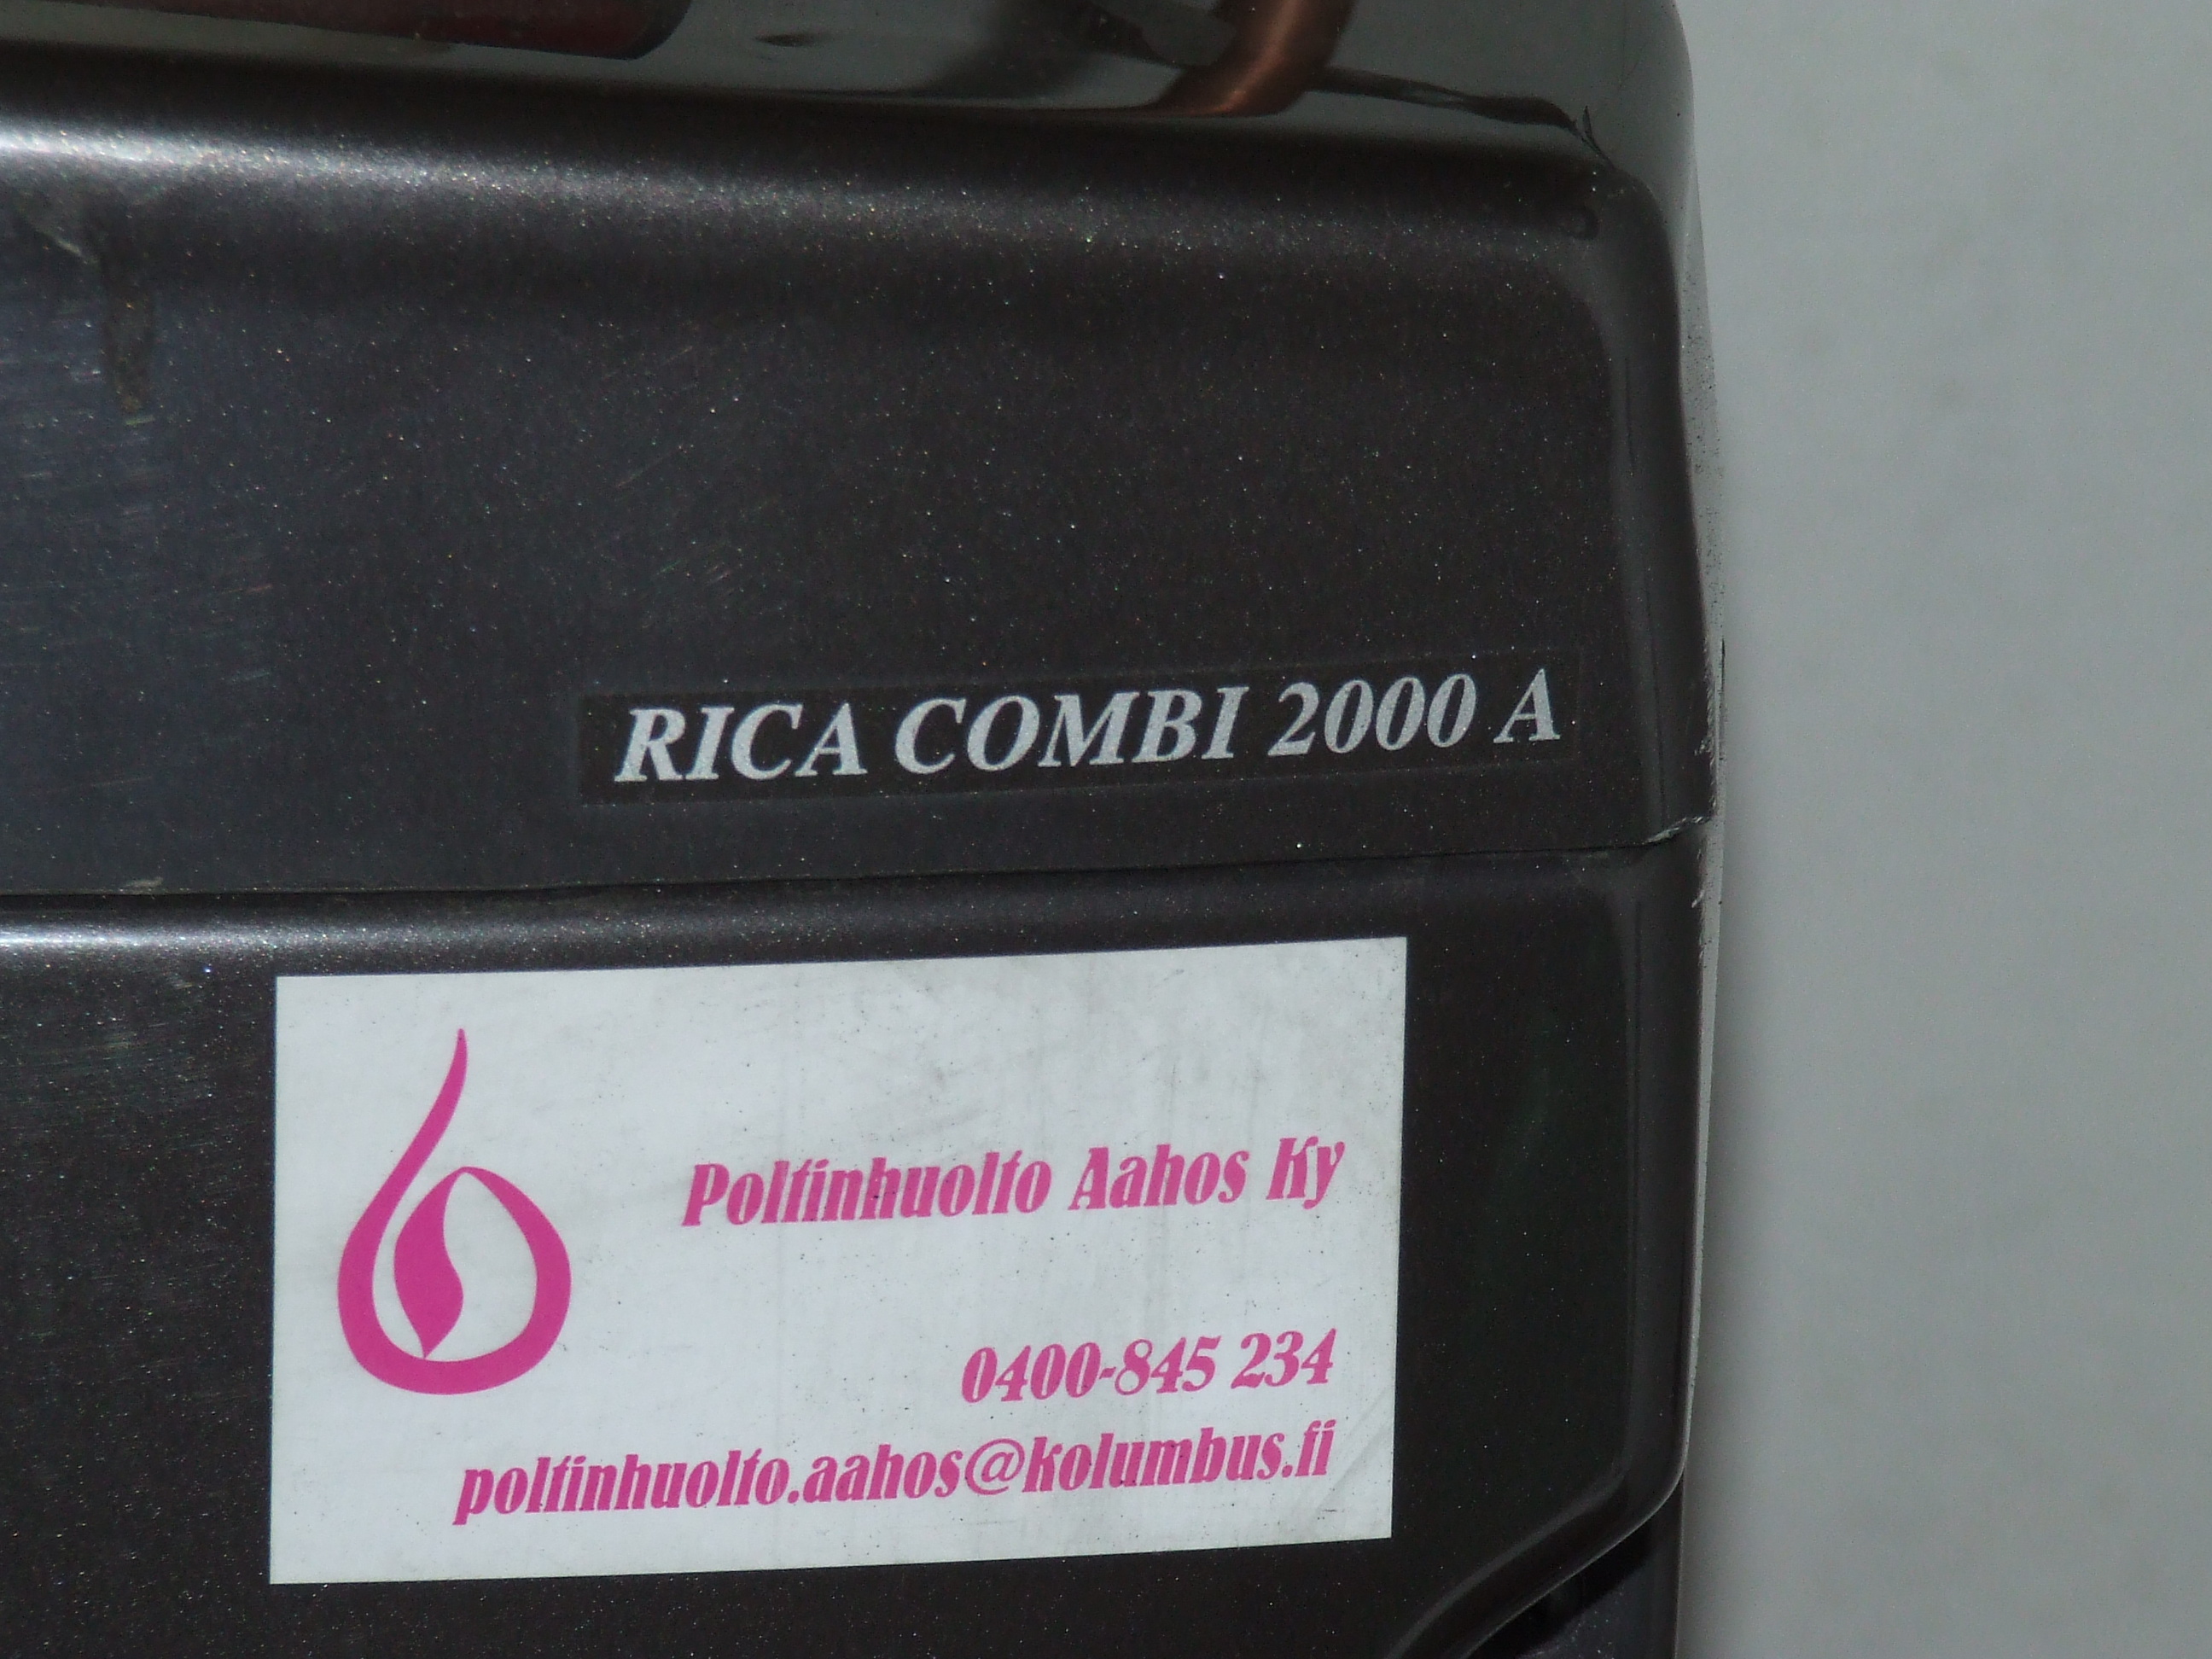 RICA COMBI 2000 A
Poltinhuolto Aahos Ky
0400-845 234
poltinhuolto.aahos@kolumbus.fi